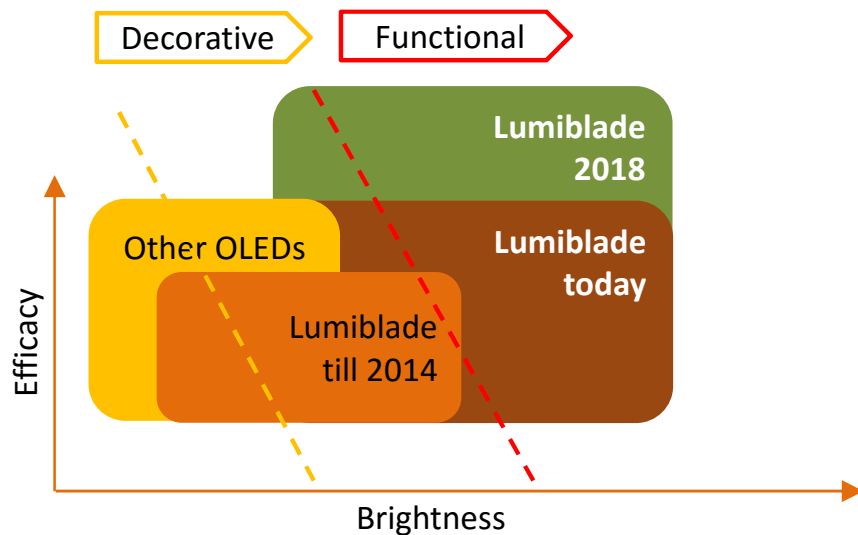 Decorative
Functional
Lumiblade
2018
Other OLEDs
Lumiblade
today
Lumiblade
till 2014
Efficacy
Brightness